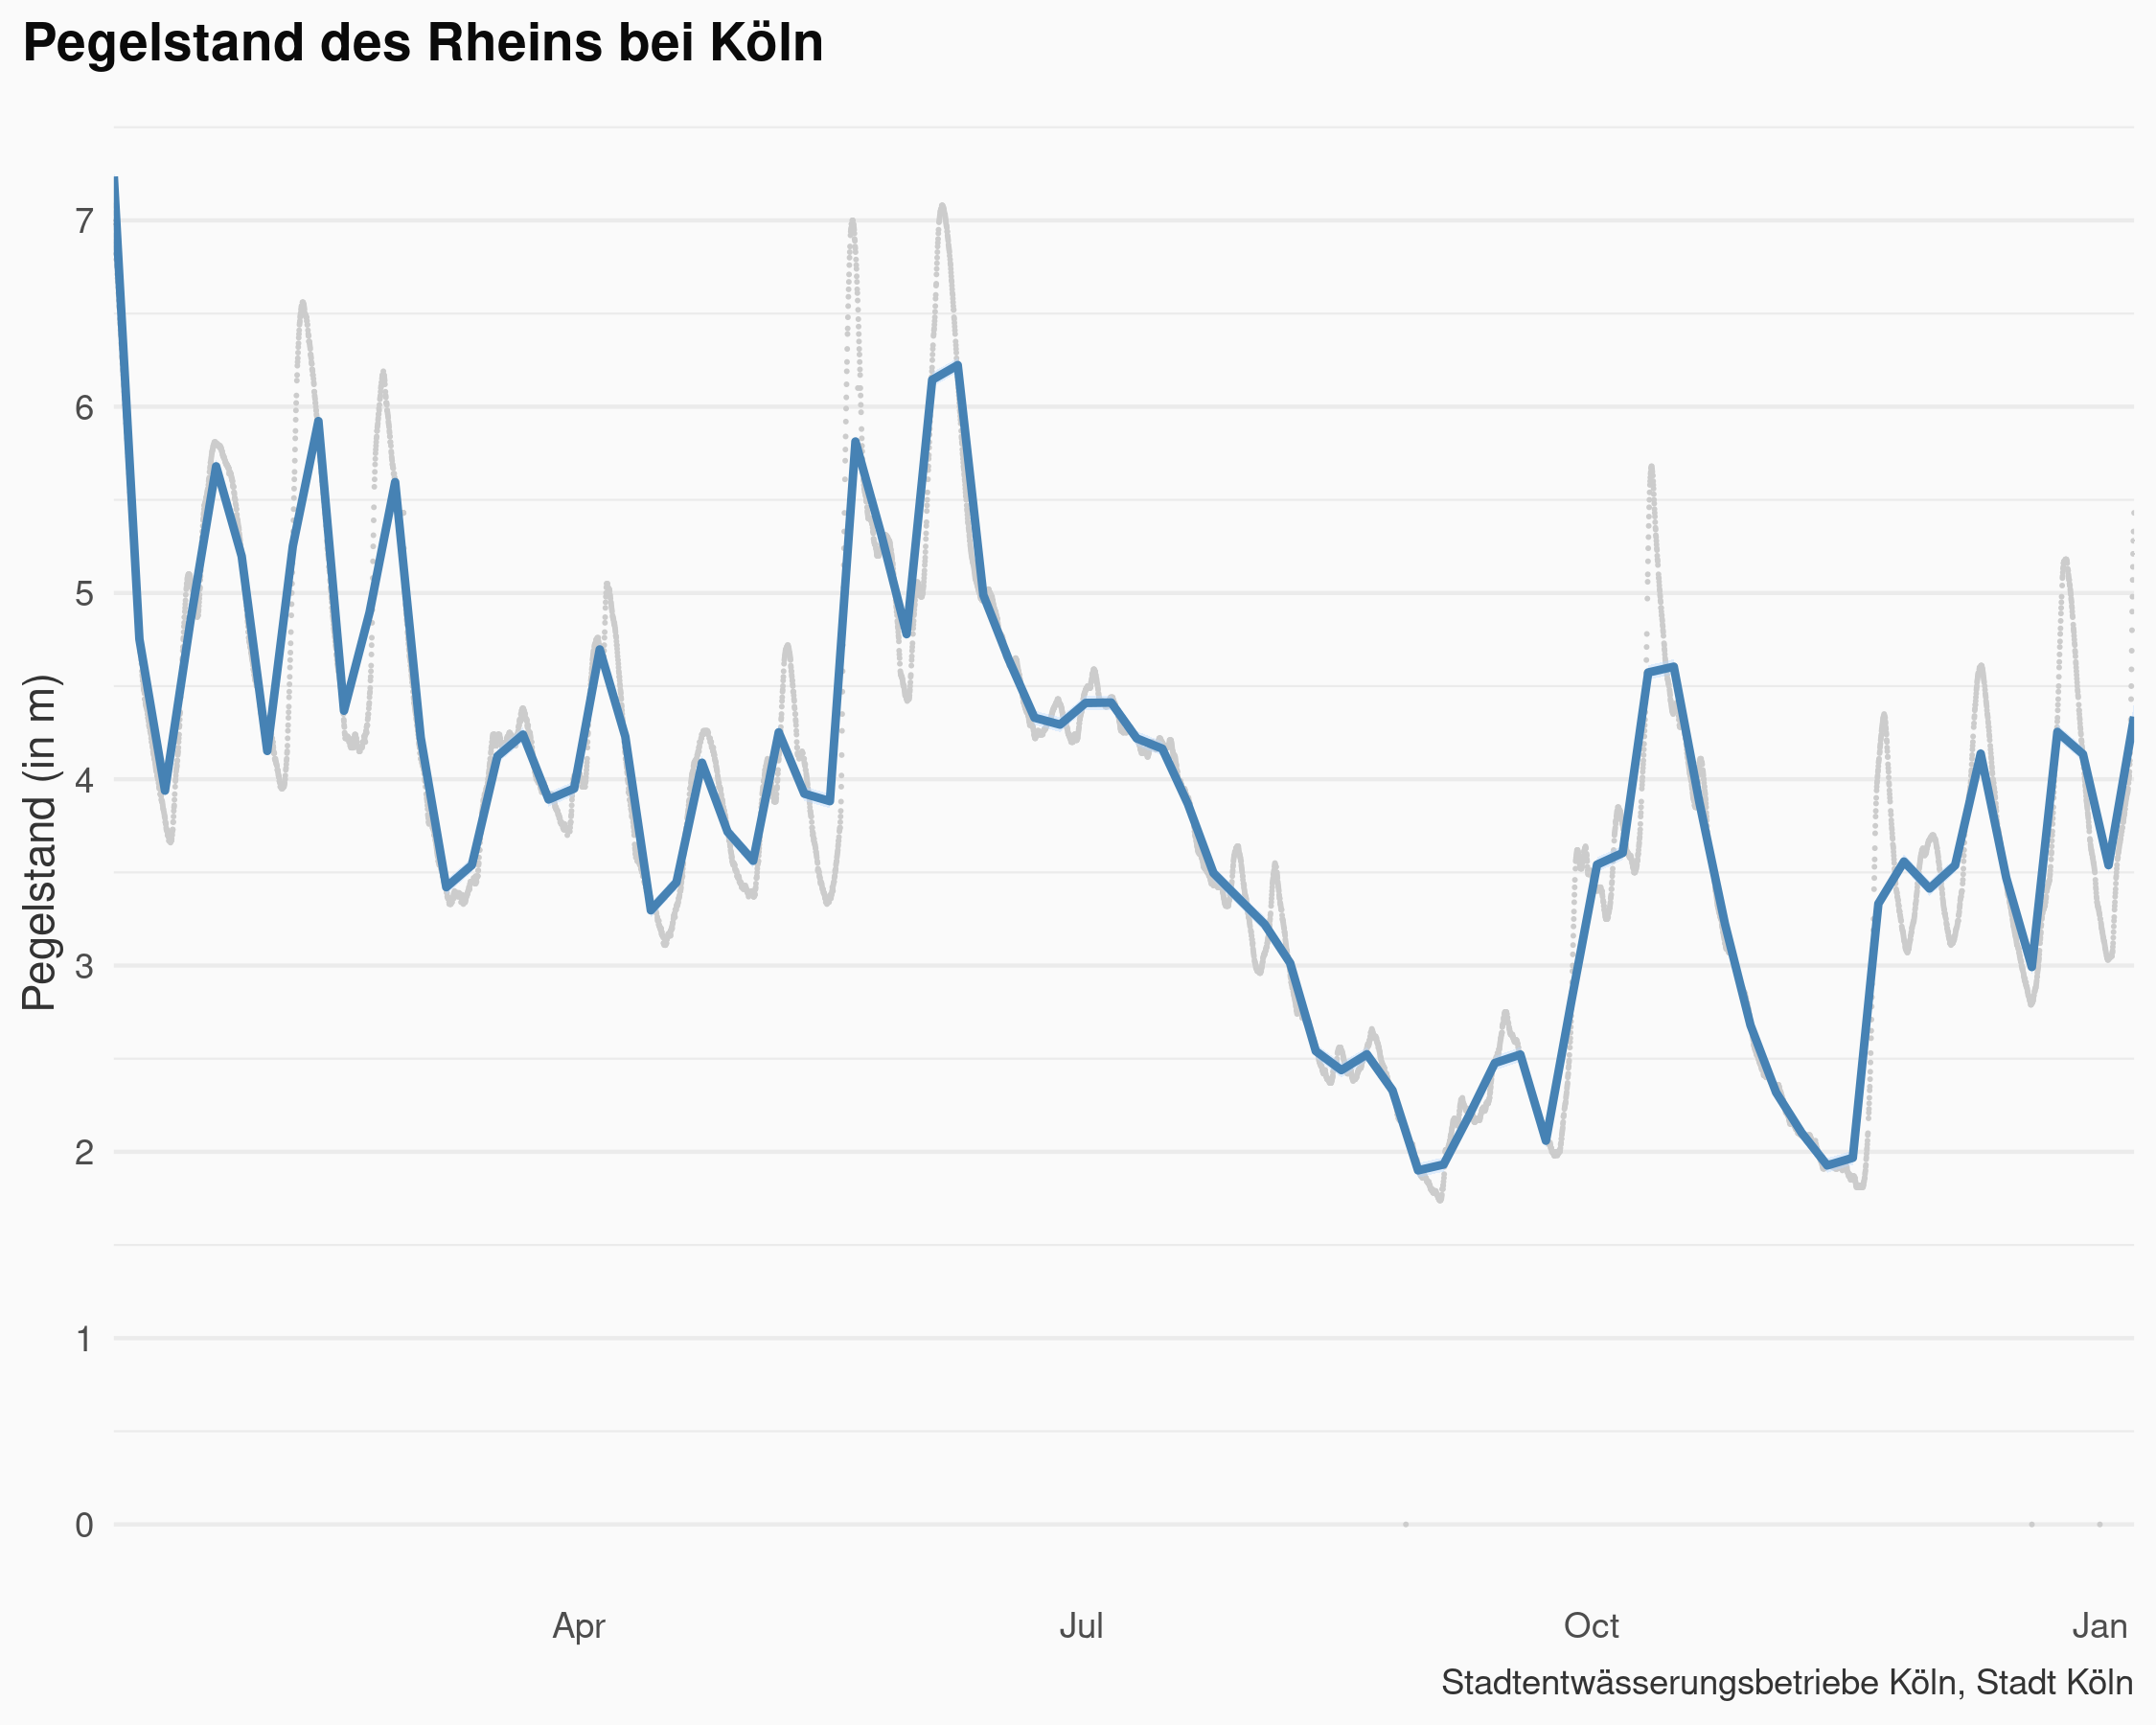 Pegelstand des Rheins bei Köln
Pegelstand (in m)
7
6
5
4
3
2
1
0
Apr Jul Oct Jan
Stadtentwässerungsbetriebe Köln, Stadt Köln